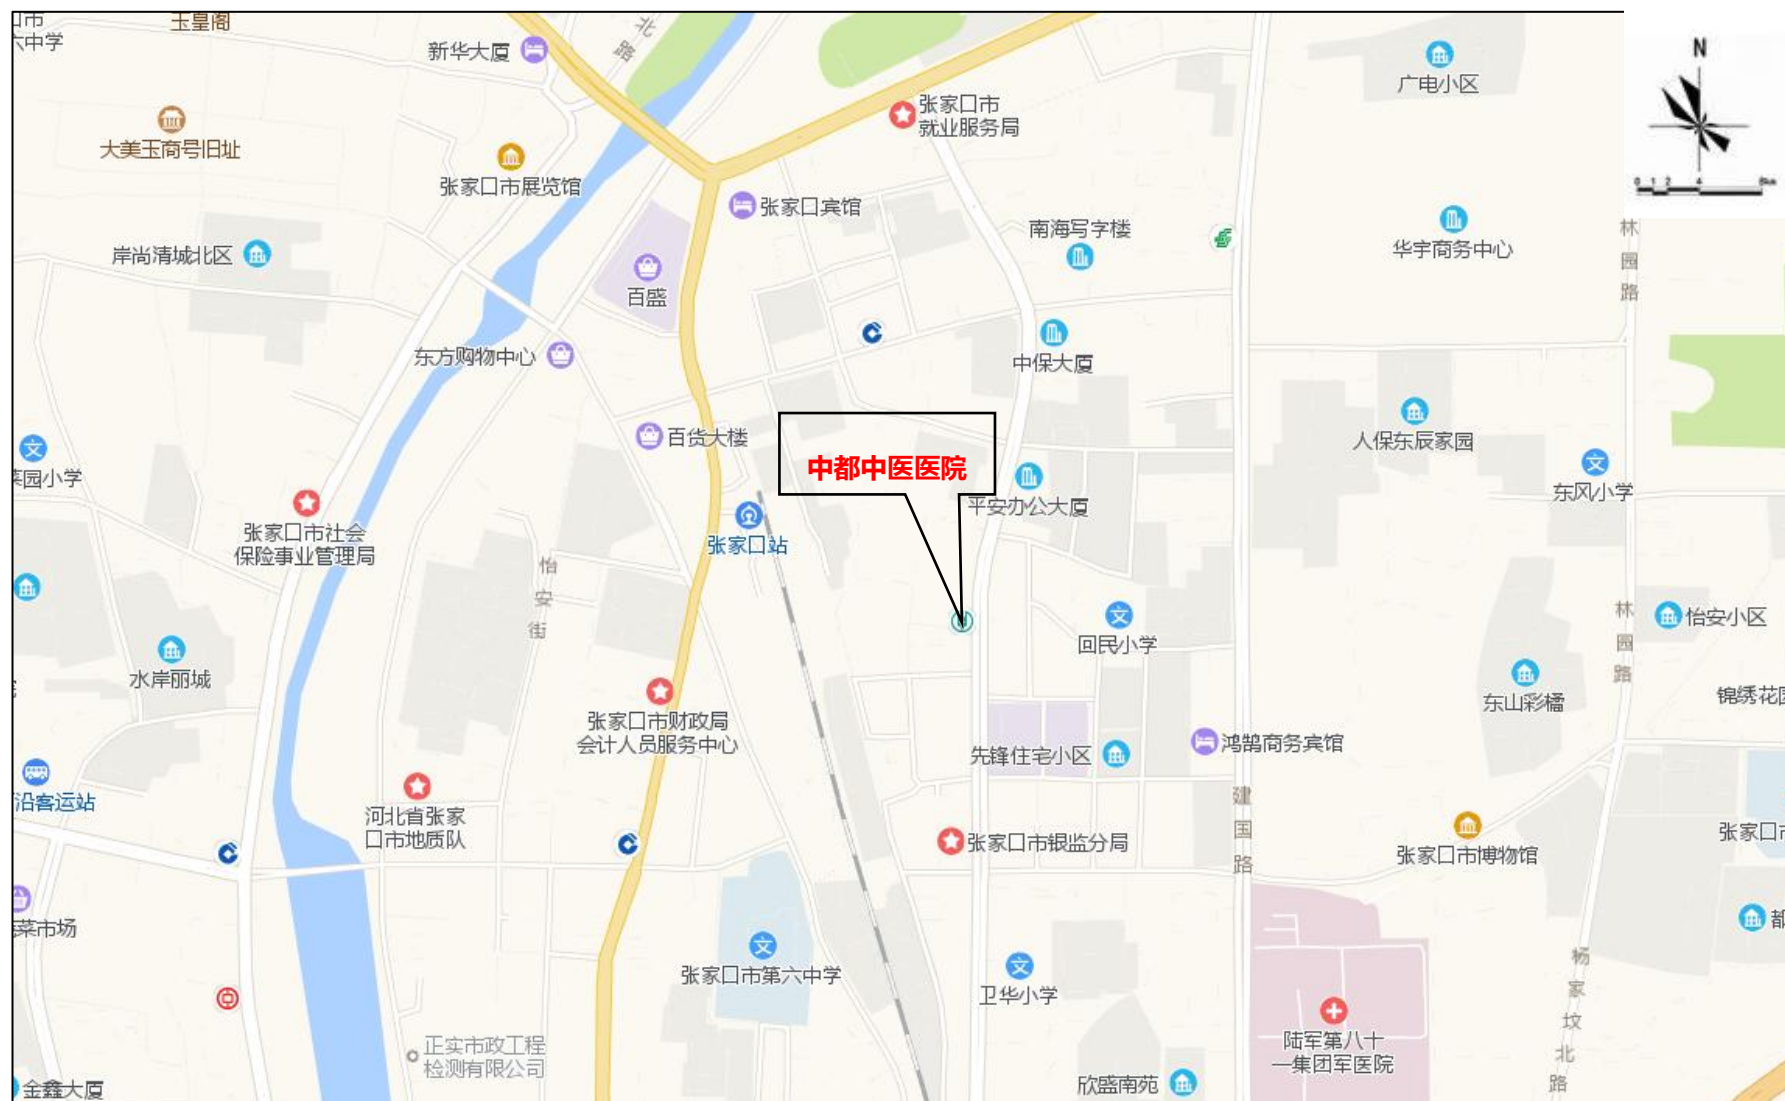 口市
六中学
玉皇阁
新华大厦
北
路
张家口市
就业服务局
广电小区
N
大美玉商号旧址
张家口市展览馆
0 1 2 4 8km
张家口宾馆
南海写字楼
华宇商务中心
林
园
路
岸尚清城北区
百盛
东方购物中心
中保大厦
百货大楼
中都中医医院
人保东辰家园
菜园小学
东风小学
张家口市社会
保险事业管理局
平安办公大厦
张家口站
怡
安
街
回民小学
林
园
路
怡安小区
水岸丽城
东山彩橘
锦绣花园
张家口市财政局
会计人员服务中心
先锋住宅小区
鸿鹄商务宾馆
沿客运站
河北省张家
口市地质队
建
国
路
张家口市银监分局
张家口市博物馆
张家口市
菜市场
都
张家口市第六中学
卫华小学
杨
家
坟
北
路
正实市政工程
检测有限公司
陆军第八十
一集团军医院
金鑫大厦
欣盛南苑